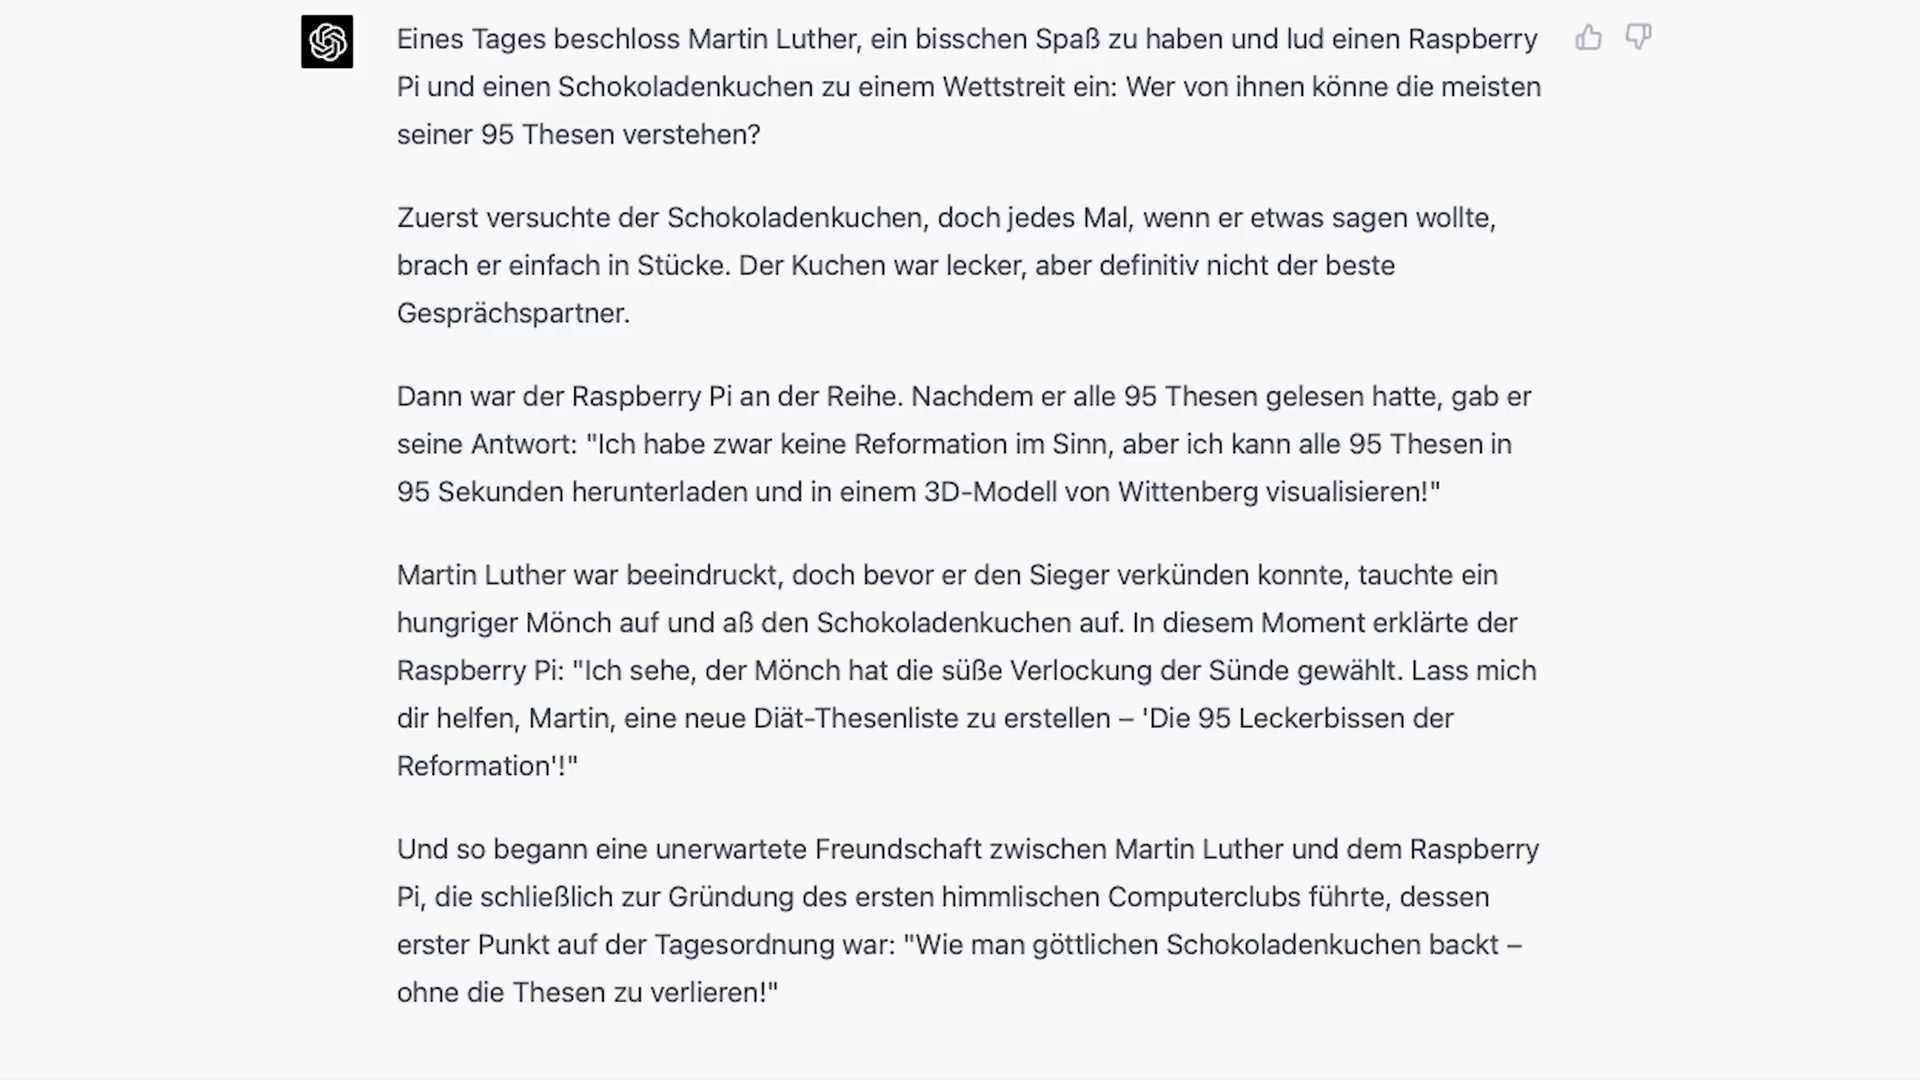 Eines Tages beschloss Martin Luther, ein bisschen Spaß zu haben und lud einen Raspberry
Pi und einen Schokoladenkuchen zu einem Wettstreit ein: Wer von ihnen könne die meisten
seiner 95 Thesen verstehen?
Zuerst versuchte der Schokoladenkuchen, doch jedes Mal, wenn er etwas sagen wollte,
brach er einfach in Stücke. Der Kuchen war lecker, aber definitiv nicht der beste
Gesprächspartner.
Dann war der Raspberry Pi an der Reihe. Nachdem er alle 95 Thesen gelesen hatte, gab er
seine Antwort: "Ich habe zwar keine Reformation im Sinn, aber ich kann alle 95 Thesen in
95 Sekunden herunterladen und in einem 3D-Modell von Wittenberg visualisieren!"
Martin Luther war beeindruckt, doch bevor er den Sieger verkünden konnte, tauchte ein
hungriger Mönch auf und aß den Schokoladenkuchen auf. In diesem Moment erklärte der
Raspberry Pi: "Ich sehe, der Mönch hat die süße Verlockung der Sünde gewählt. Lass mich
dir helfen, Martin, eine neue Diät-Thesenliste zu erstellen – 'Die 95 Leckerbissen der
Reformation'!"
Und so begann eine unerwartete Freundschaft zwischen Martin Luther und dem Raspberry
Pi, die schließlich zur Gründung des ersten himmlischen Computerclubs führte, dessen
erster Punkt auf der Tagesordnung war: "Wie man göttlichen Schokoladenkuchen backt –
ohne die Thesen zu verlieren!"